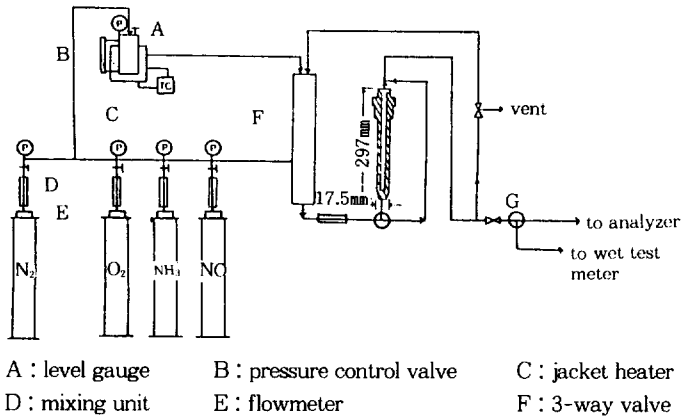 P
A
B
TC
C
F
vent
297mm
P
P
P
P
17.5mm
D
E
G
to analyzer
to wet test
meter
N₂
O₂
NH₃
NO
A : level gauge B : pressure control valve C : jacket heater
D : mixing unit E : flowmeter F : 3-way valve